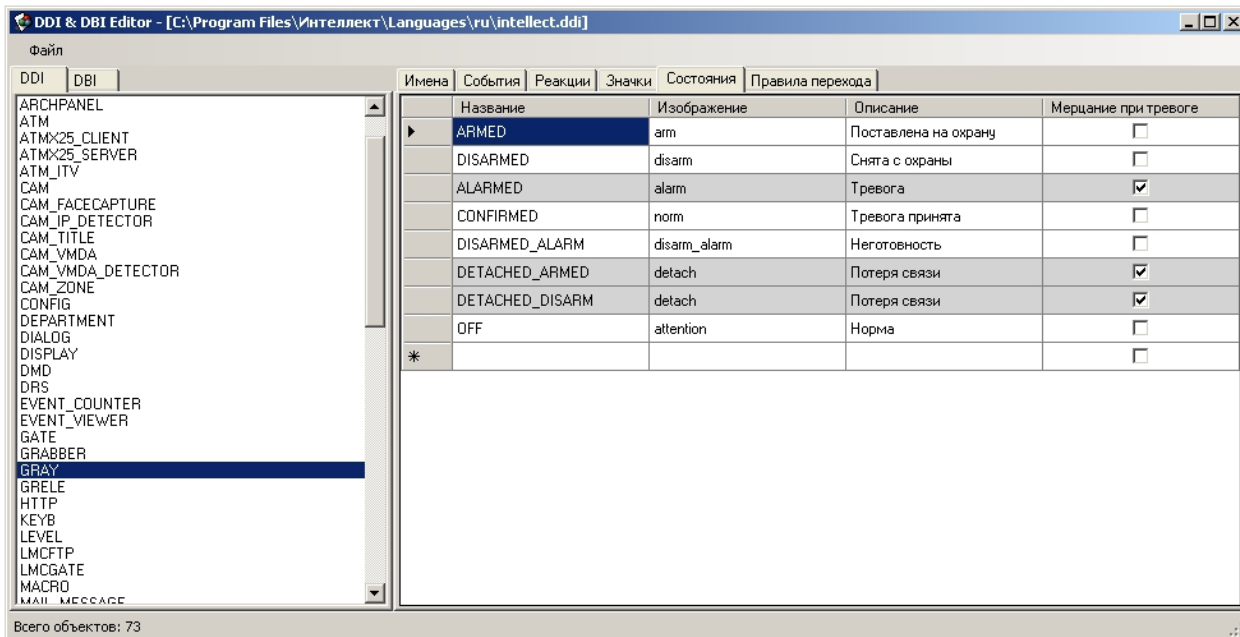 DDI & DBI Editor - [C:\Program Files\Интеллект\Languages\ru\intellect.ddi]
Файл
DDI DBI
ARCHPANEL
ATM
ATMX25_CLIENT
ATMX25_SERVER
ATM_ITV
CAM
CAM_FACECAPTURE
CAM_IP_DETECTOR
CAM_TITLE
CAM_VMDA
CAM_VMDA_DETECTOR
CAM_ZONE
CONFIG
DEPARTMENT
DIALOG
DISPLAY
DMD
DRS
EVENT_COUNTER
EVENT_VIEWER
GATE
GRABBER
GRAY
GRELE
HTTP
KEYB
LEVEL
LMCFTP
LMCGATE
MACRO
MAIL_MESSAGE
Имена События Реакции Значки Состояния Правила перехода
Название Изображение Описание Мерцание при тревоге
ARMED arm Поставлена на охрану
DISARMED disarm Снята с охраны
ALARMED alarm Тревога
CONFIRMED norm Тревога принята
DISARMED_ALARM disarm_alarm Неготовность
DETACHED_ARMED detach Потеря связи
DETACHED_DISARM detach Потеря связи
OFF attention Норма
Всего объектов: 73